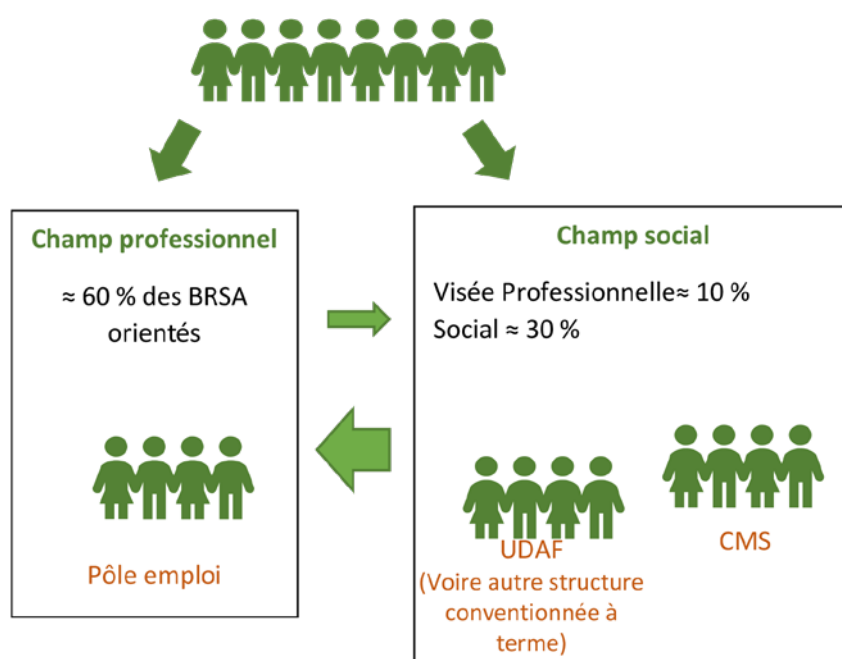 Champ professionnel
≈ 60 % des BRSA
orientés
Pôle emploi
Champ social
Visée Professionnelle≈ 10 %
Social ≈ 30 %
UDAF
(Voire autre structure
conventionnée à
terme)
CMS